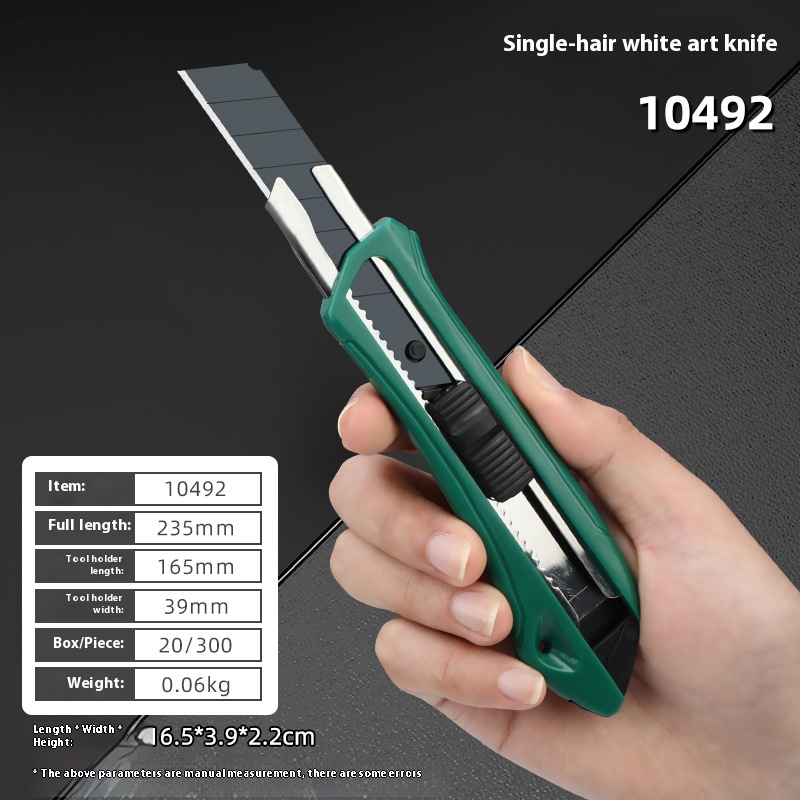 Single-hair white art knife
10492
Item: 10492
Full length: 235mm
Tool holder
length: 165mm
Tool holder
width: 39mm
Box/Piece: 20/300
Weight: 0.06kg
Length * Width *
Height: 16.5*3.9*2.2cm
* The above parameters are manual measurement, there are some errors